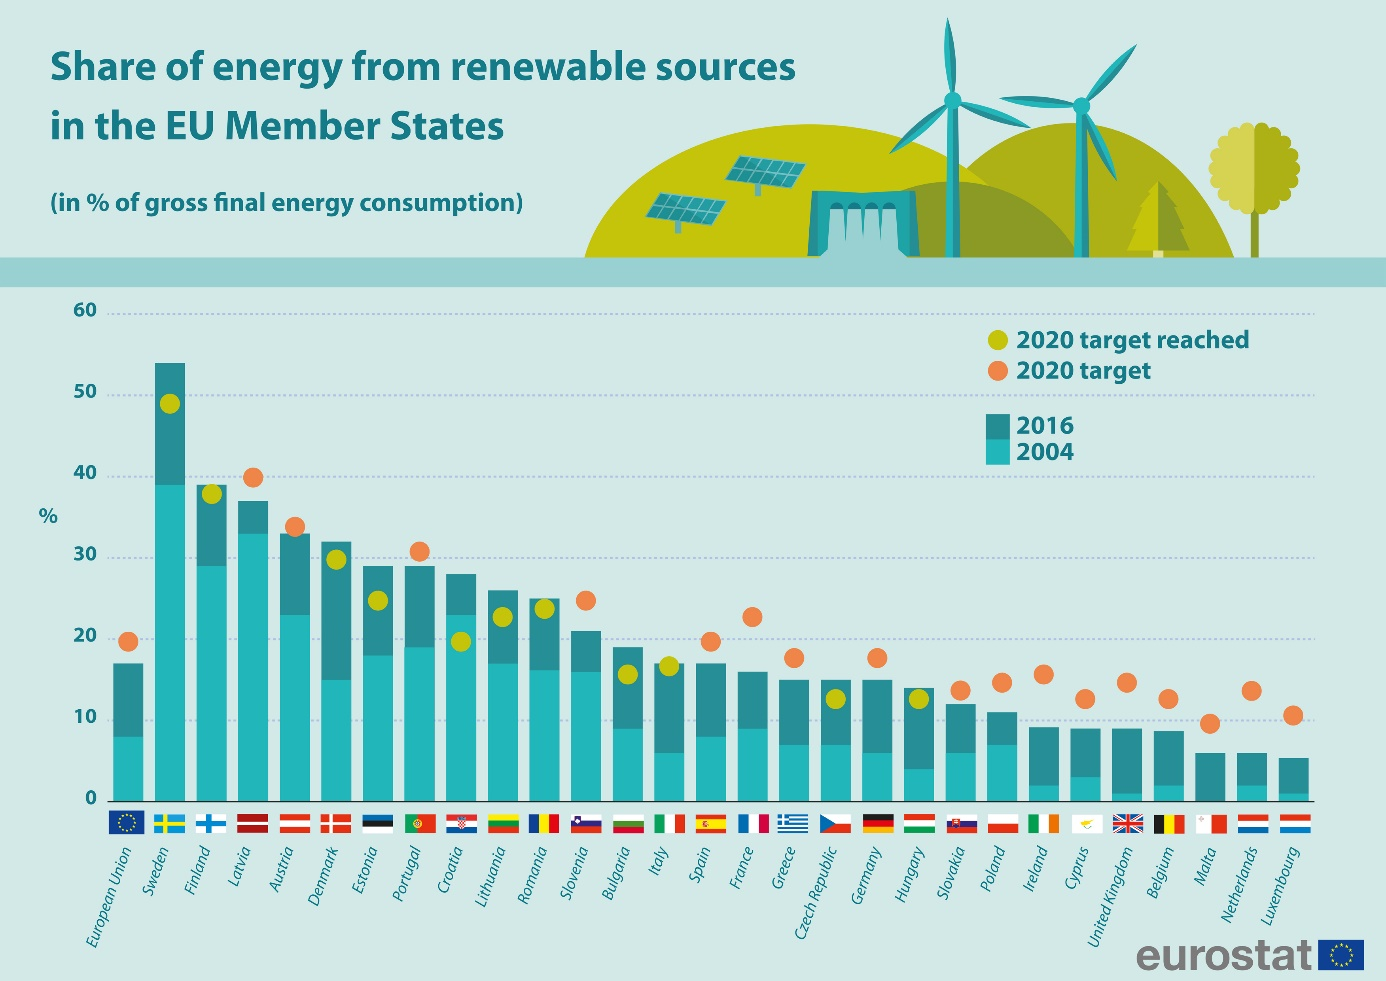 Share of energy from renewable sources
in the EU Member States
(in % of gross final energy consumption)
60
2020 target reached
2020 target
50
2016
2004
40
%
30
20
10
0
European Union
Sweden
Finland
Latvia
Austria
Denmark
Estonia
Portugal
Croatia
Lithuania
Romania
Slovenia
Bulgaria
Italy
Spain
France
Greece
Czech Republic
Germany
Hungary
Slovakia
Poland
Ireland
Cyprus
United Kingdom
Belgium
Malta
Netherlands
Luxembourg
eurostat